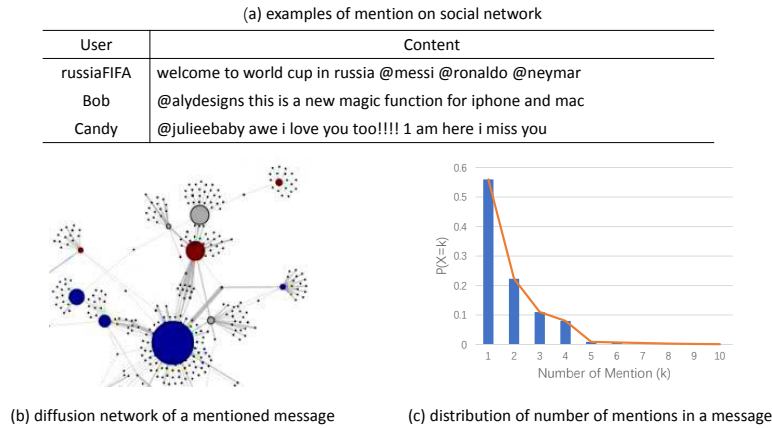 (a) examples of mention on social network
User Content
russiaFIFA welcome to world cup in russia @messi @ronaldo @neymar
Bob @alydesigns this is a new magic function for iphone and mac
Candy @julieebaby awe i love you too!!!! 1 am here i miss you
0.6
0.5
0.4
0.3
0.2
0.1
0
P(X=k)
1 2 3 4 5 6 7 8 9 10
Number of Mention (k)
(b) diffusion network of a mentioned message
(c) distribution of number of mentions in a message